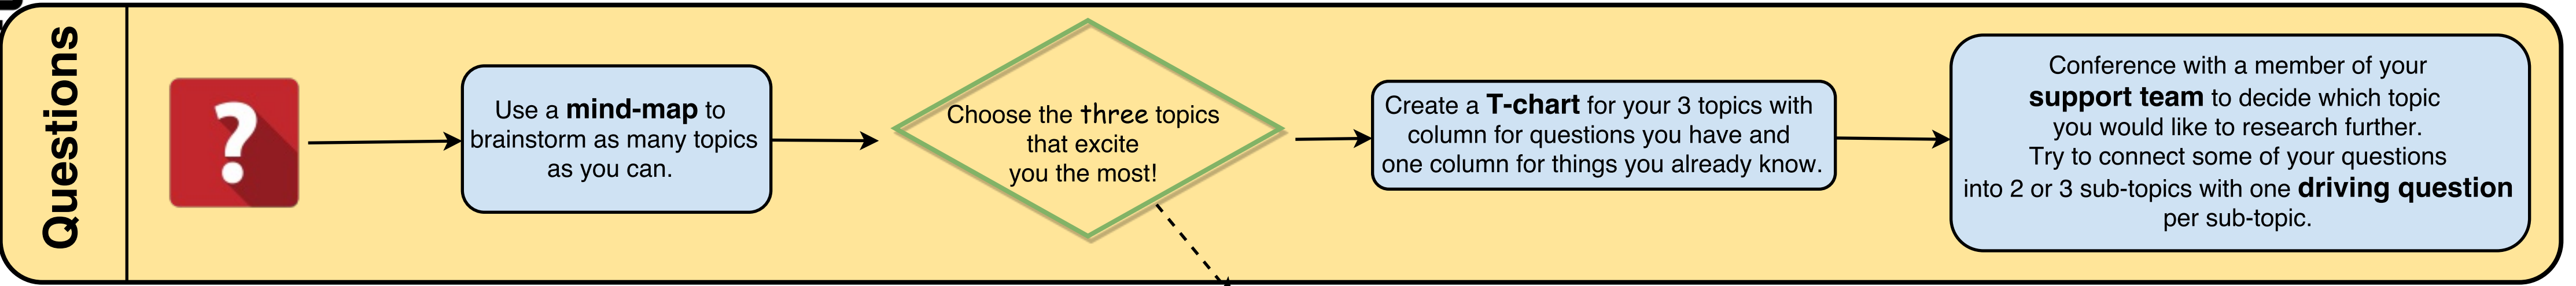 Questions
?
Use a mind-map to
brainstorm as many topics
as you can.
Choose the three topics
that excite
you the most!
Create a T-chart for your 3 topics with
column for questions you have and
one column for things you already know.
Conference with a member of your
support team to decide which topic
you would like to research further.
Try to connect some of your questions
into 2 or 3 sub-topics with one driving question
per sub-topic.